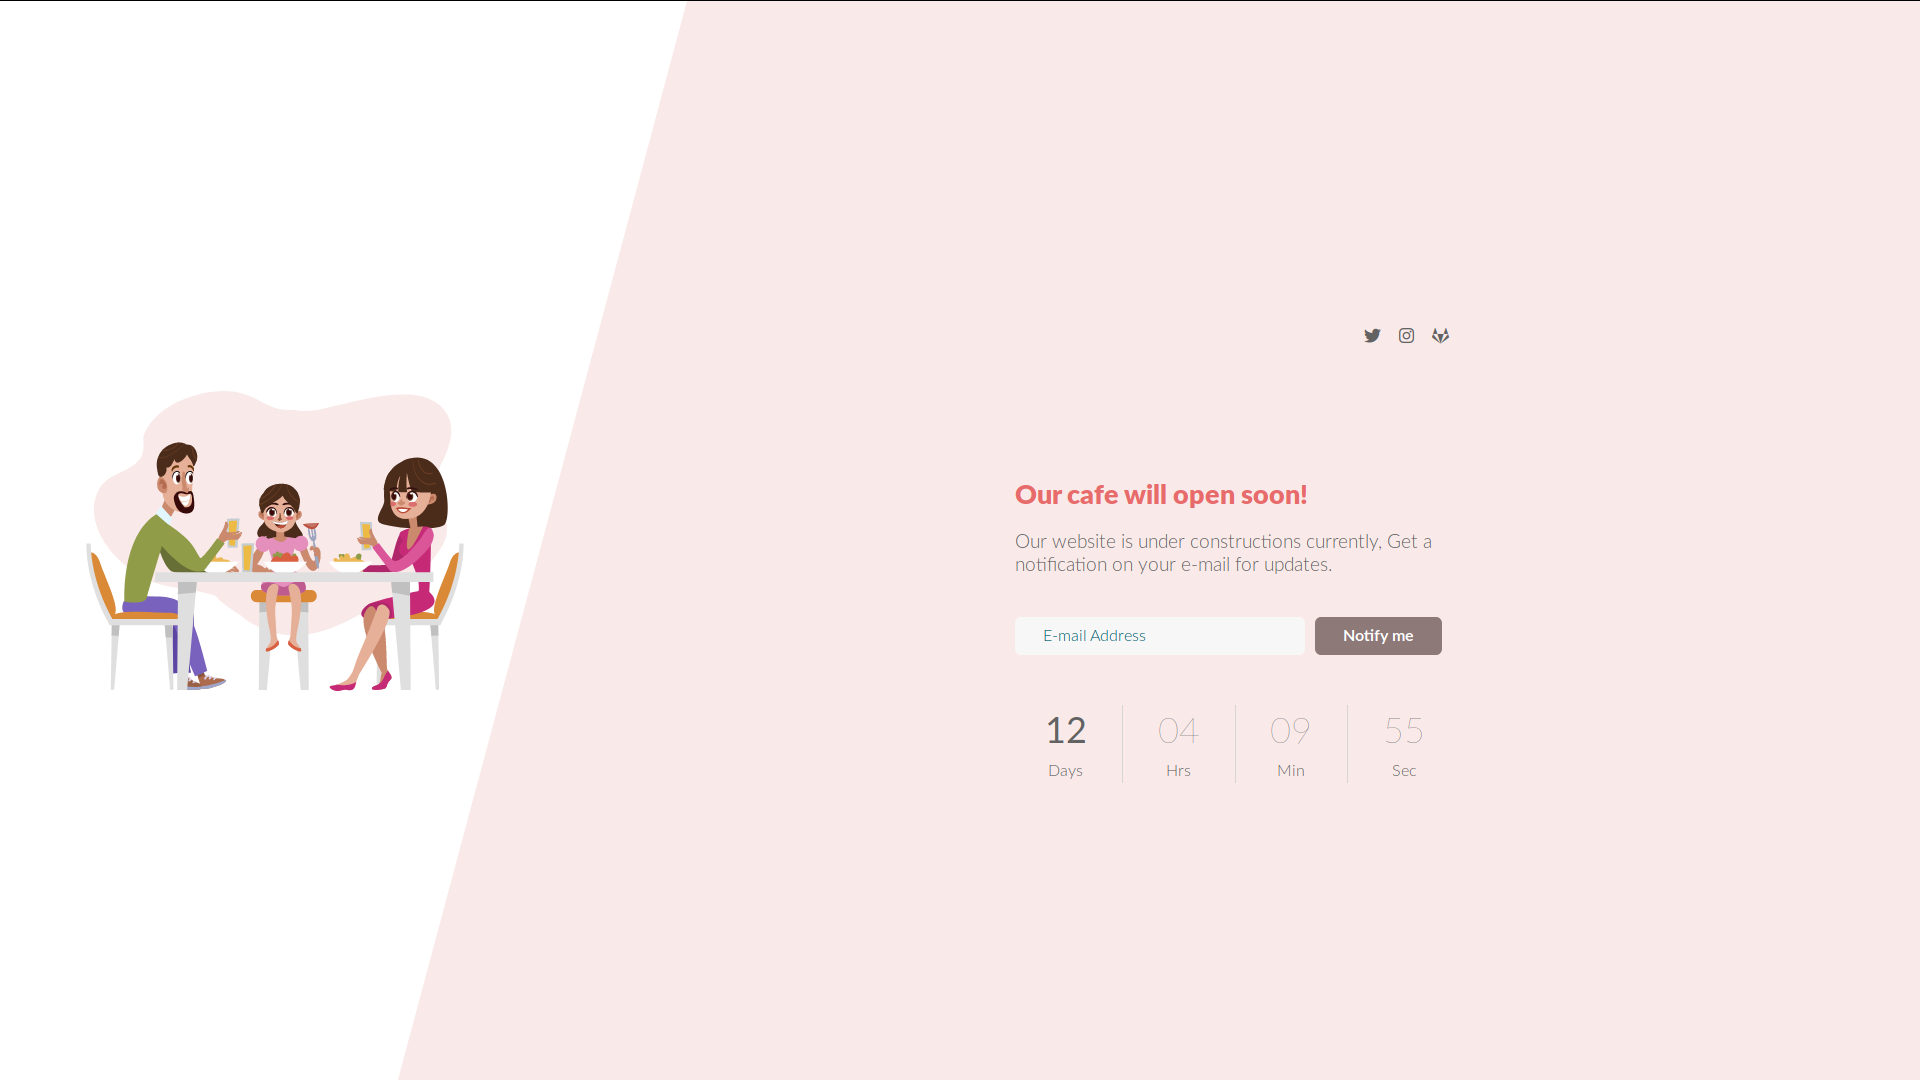 Our cafe will open soon!
Our website is under constructions currently, Get a
notification on your e-mail for updates.
E-mail Address
Notify me
12 04 09 55
Days Hrs Min Sec